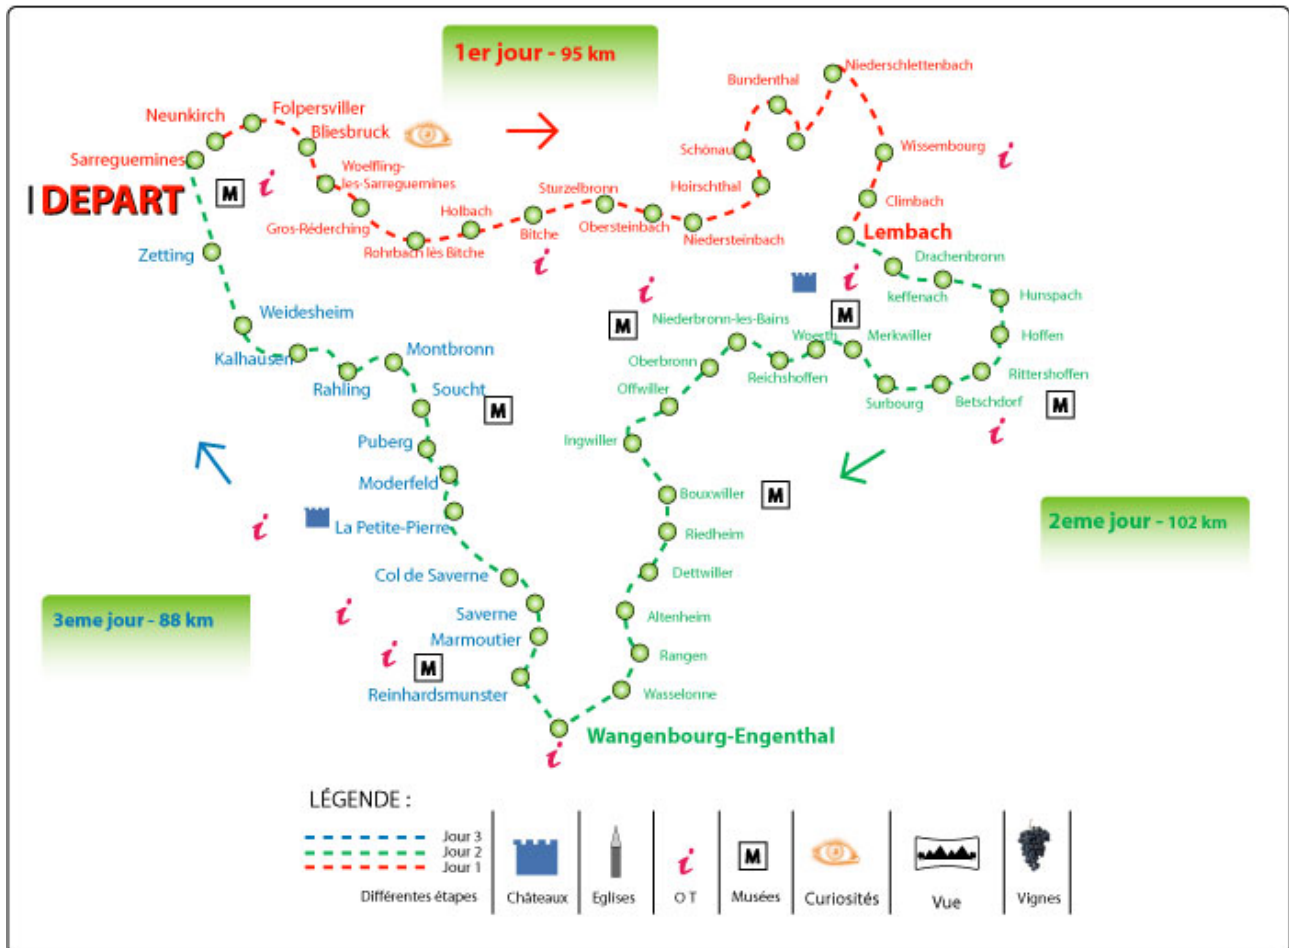 1er jour - 95 km
Niederschlettenbach
Bundenthal
Folpersviller
Neunkirch
Bliesbruck
Wissembourg
Schönau
Sarreguemines
Woelfling-
les-Sarreguemines
Hoirschthal
I DEPART
M
i
i
Sturzelbronn
Climbach
Holbach
Gros-Réderching
Bitche
Obersteinbach
Niedersteinbach
Lembach
Rohrbach lès Bitche
Zetting
i
Drachenbronn
i
keffenach
Hunspach
i
M
M
Weidesheim
Niederbronn-les-Bains
Woerth
Merkwiller
Hoffen
Kalhausen
Montbronn
Oberbronn
Reichshoffen
Rittershoffen
Rahling
Soucht
M
Offwiller
Surbourg
Betschdorf
M
i
Puberg
Ingwiller
Moderfeld
Bouxwiller
M
La Petite-Pierre
i
Riedheim
2eme jour - 102 km
Col de Saverne
Dettwiller
3eme jour - 88 km
i
Saverne
Altenheim
Marmoutier
i
M
Rangen
Reinhardsmunster
Wasselonne
Wangenbourg-Engenthal
i
LÉGENDE :
Jour 3
Jour 2
Jour 1
Différentes étapes
Châteaux
Eglises
i
O T
M
Musées
Curiosités
Vue
Vignes